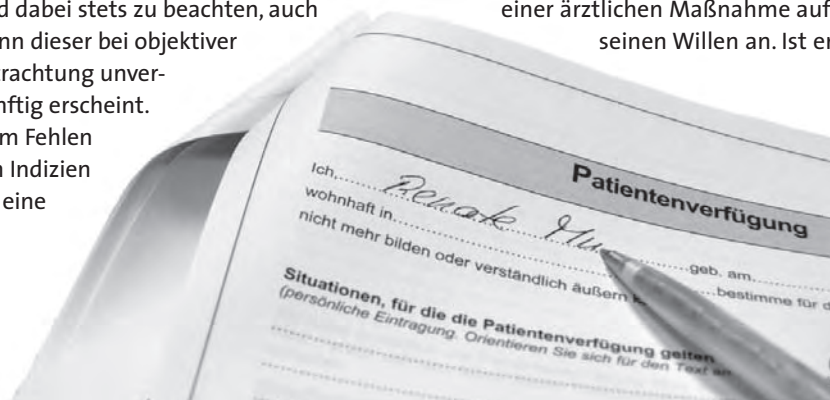 d dabei stets zu beachten, auch
nn dieser bei objektiver
trachtung unver-
nftig erscheint.
m Fehlen
n Indizien
eine
einer ärztlichen Maßnahme auf
seinen Willen an. Ist er
Patientenverfügung
Ich, Renate Mu
wohnhaft in geb. am
nicht mehr bilden oder verständlich äußern k bestimme für d
Situationen, für die die Patientenverfügung gelten
(persönliche Eintragung. Orientieren Sie sich für den Text an